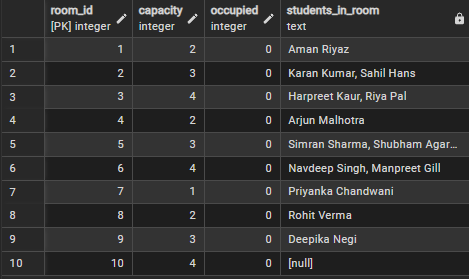 room_id capacity occupied students_in_room
[PK] integer integer integer text
1 1 2 0 Aman Riyaz
2 2 3 0 Karan Kumar, Sahil Hans
3 3 4 0 Harpreet Kaur, Riya Pal
4 4 2 0 Arjun Malhotra
5 5 3 0 Simran Sharma, Shubham Agar...
6 6 4 0 Navdeep Singh, Manpreet Gill
7 7 1 0 Priyanka Chandwani
8 8 2 0 Rohit Verma
9 9 3 0 Deepika Negi
10 10 4 0 [null]